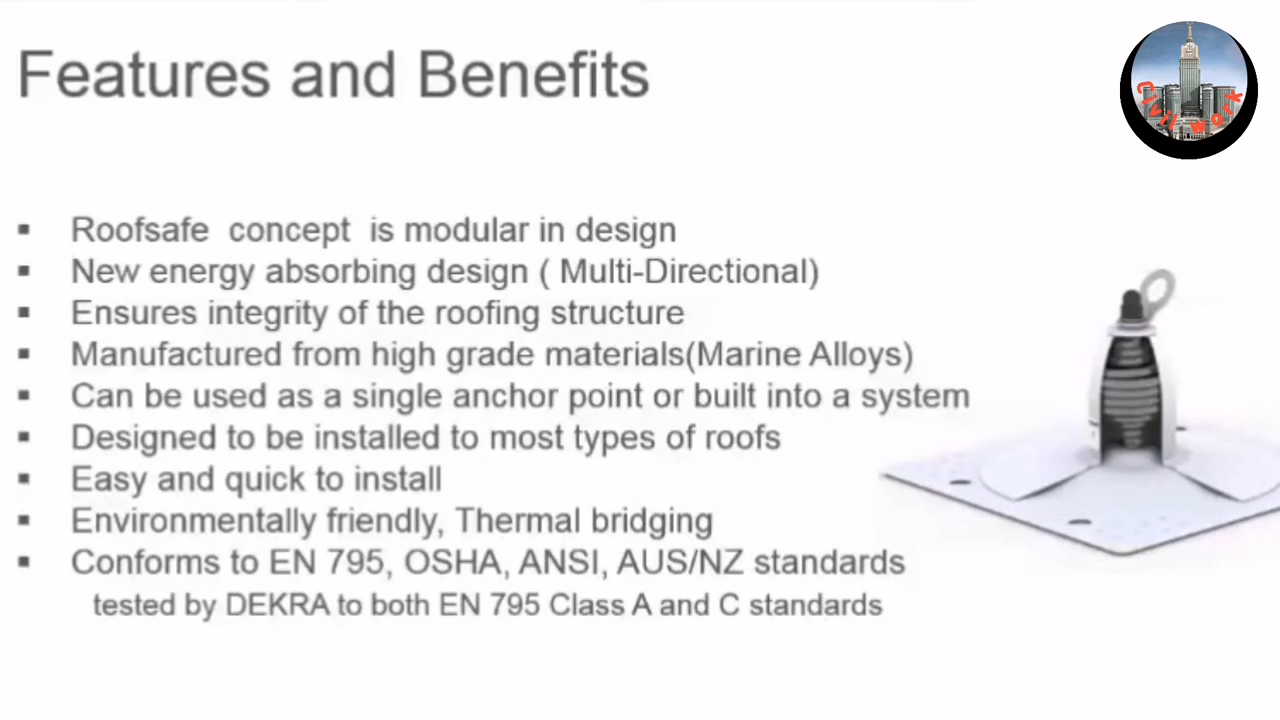 Features and Benefits
Civil work
▪ Roofsafe concept is modular in design
▪ New energy absorbing design ( Multi-Directional)
▪ Ensures integrity of the roofing structure
▪ Manufactured from high grade materials(Marine Alloys)
▪ Can be used as a single anchor point or built into a system
▪ Designed to be installed to most types of roofs
▪ Easy and quick to install
▪ Environmentally friendly, Thermal bridging
▪ Conforms to EN 795, OSHA, ANSI, AUS/NZ standards
tested by DEKRA to both EN 795 Class A and C standards